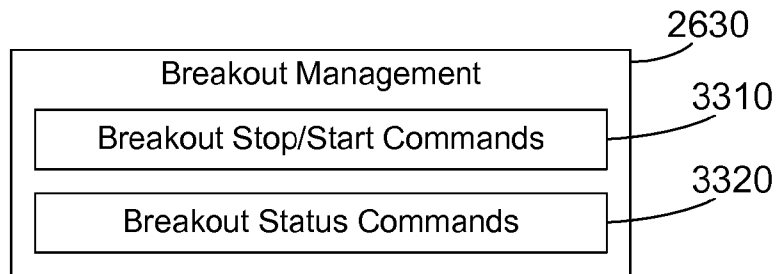 2630
Breakout Management
3310
Breakout Stop/Start Commands
3320
Breakout Status Commands